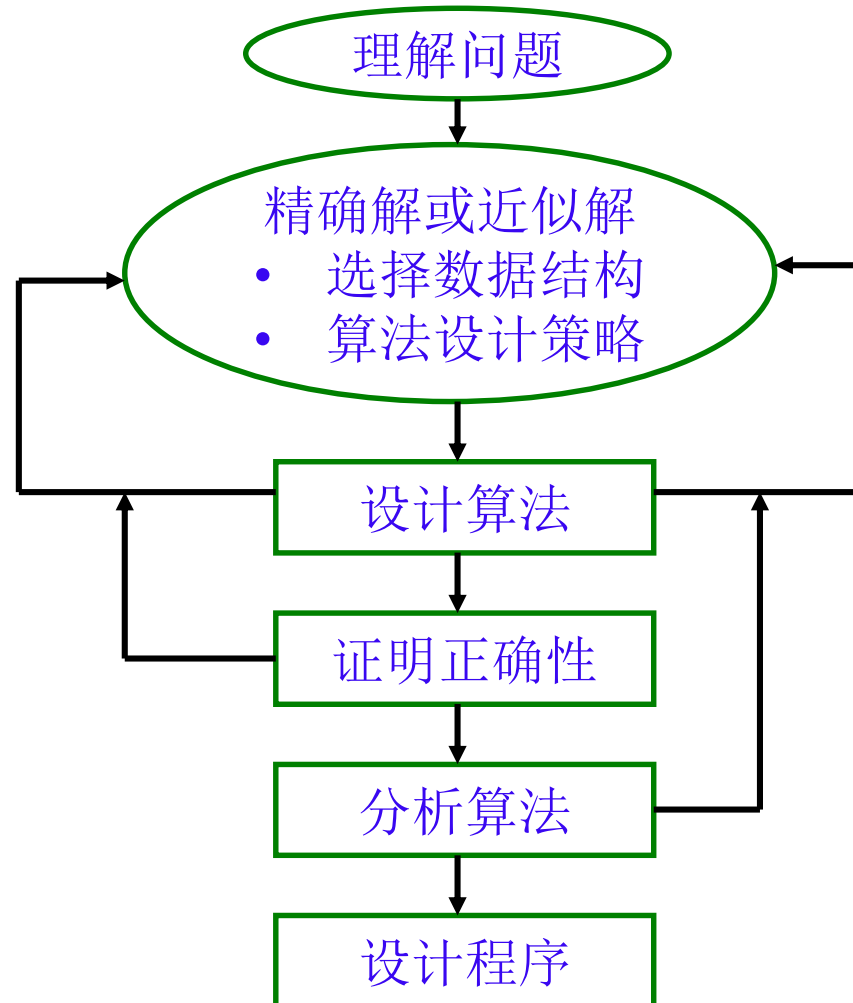 理解问题
精确解或近似解
• 选择数据结构
• 算法设计策略
设计算法
证明正确性
分析算法
设计程序